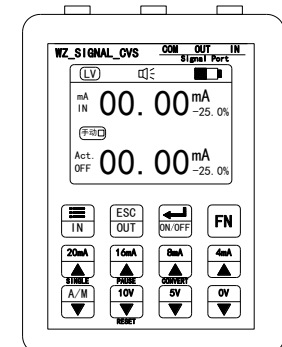 COM OUT IN
WZ_SIGNAL_CVS Signal Port
LV
mA IN 00.00 mA -25.0%
手动
Act. OFF 00.00 mA -25.0%
IN ESC OUT ON/OFF FN
20mA 16mA 8mA 4mA
SINGLE PAUSE CONVERT
A/M 10V 5V 0V
RESET